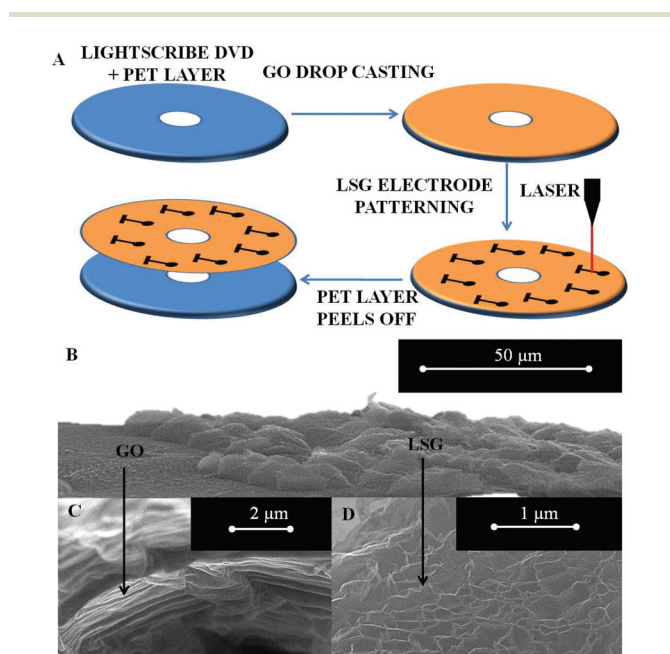 A
LIGHTSCRIBE DVD
+ PET LAYER
GO DROP CASTING
LSG ELECTRODE
PATTERNING
LASER
PET LAYER
PEELS OFF
B
50 µm
GO
LSG
C
2 µm
D
1 µm